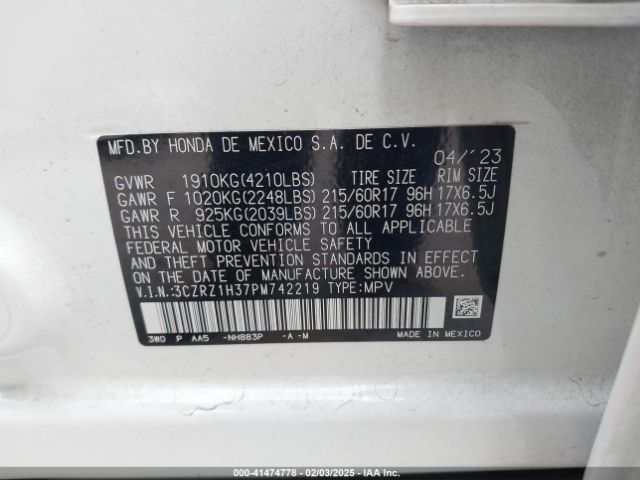 MFD.BY HONDA DE MEXICO S.A. DE C.V.
04/'23
GVWR 1910KG(4210LBS) TIRE SIZE RIM SIZE
GAWR F 1020KG(2248LBS) 215/60R17 96H 17X6.5J
GAWR R 925KG(2039LBS) 215/60R17 96H 17X6.5J
THIS VEHICLE CONFORMS TO ALL APPLICABLE
FEDERAL MOTOR VEHICLE SAFETY
AND THEFT PREVENTION STANDARDS IN EFFECT
ON THE DATE OF MANUFACTURE SHOWN ABOVE.
V.I.N.:3CZRZ1H37PM742219 TYPE:MPV
3W0 P AA5 -NH883P -A -M MADE IN MEXICO
00-41474778 - 02/03/2025 - IAA Inc.